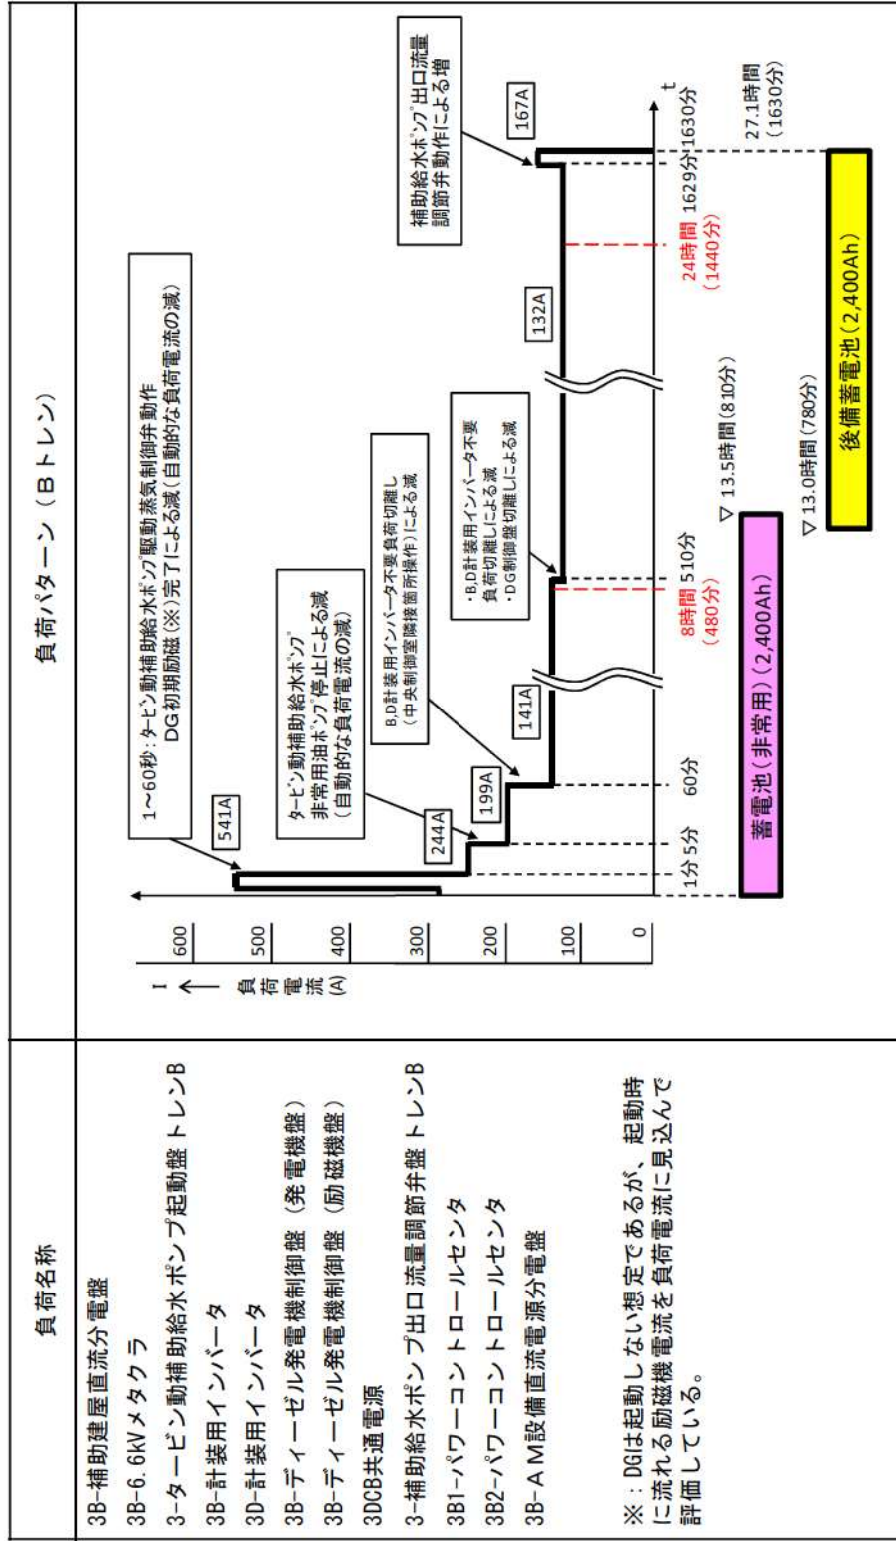 負荷名称
負荷パターン（Ｂトレン）
3B-補助建屋直流分電盤
3B-6.6kVメタクラ
3-タービン動補助給水ポンプ起動盤トレンB
3B-計装用インバータ
3D-計装用インバータ
3B-ディーゼル発電機制御盤（発電機盤）
3B-ディーゼル発電機制御盤（励磁機盤）
3DCB共通電源
3-補助給水ポンプ出口流量調節弁盤トレンB
3B1-パワーコントロールセンタ
3B2-パワーコントロールセンタ
3B-ＡＭ設備直流電源分電盤
※：DGは起動しない想定であるが、起動時
に流れる励磁機電流を負荷電流に見込んで
評価している。
I
負荷電流
(A)
600
500
400
300
200
100
0
1～60秒：タービン動補助給水ポンプ駆動蒸気制御弁動作
DG初期励磁（※）完了による減（自動的な負荷電流の減）
541A
タービン動補助給水ポンプ
非常用油ポンプ停止による減
（自動的な負荷電流の減）
244A
B,D計装用インバータ不要負荷切離し
（中央制御室隣接箇所操作）による減
199A
141A
・B,D計装用インバータ不要
負荷切離しによる減
・DG制御盤切離しによる減
132A
補助給水ポンプ出口流量
調節弁動作による増
167A
t
1分
5分
60分
8時間
（480分）
510分
24時間
（1440分）
1629分
1630分
27.1時間
（1630分）
▽13.5時間（810分）
蓄電池（非常用）（2,400Ah）
▽13.0時間（780分）
後備蓄電池（2,400Ah）